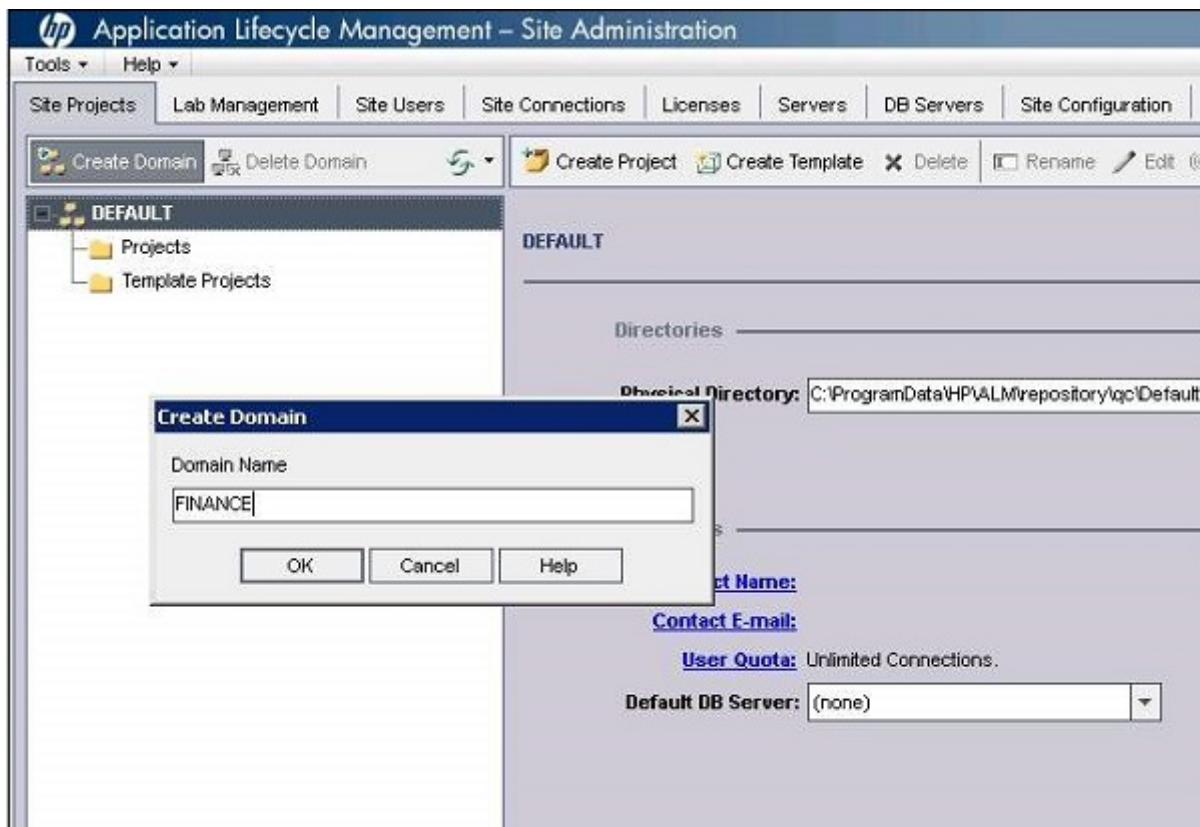 hp Application Lifecycle Management – Site Administration
Tools Help
Site Projects Lab Management Site Users Site Connections Licenses Servers DB Servers Site Configuration
Create Domain Delete Domain Create Project Create Template Delete Rename Edit
DEFAULT
Projects
Template Projects
DEFAULT
Directories
Physical Directory: C:\ProgramData\HP\ALM\repository\qc\Default
Create Domain
Domain Name
FINANCE
OK Cancel Help
ct Name:
Contact E-mail:
User Quota: Unlimited Connections.
Default DB Server: (none)